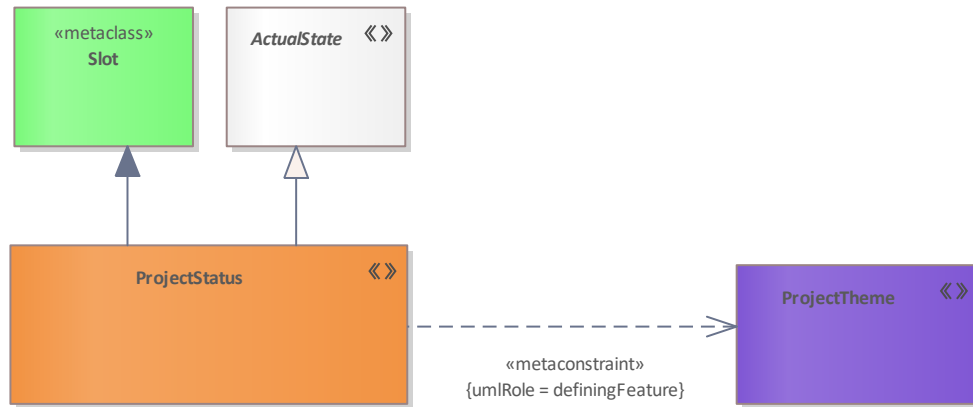 «metaclass»
Slot
ActualState «»
ProjectStatus «»
ProjectTheme «»
«metaconstraint»
{umlRole = definingFeature}